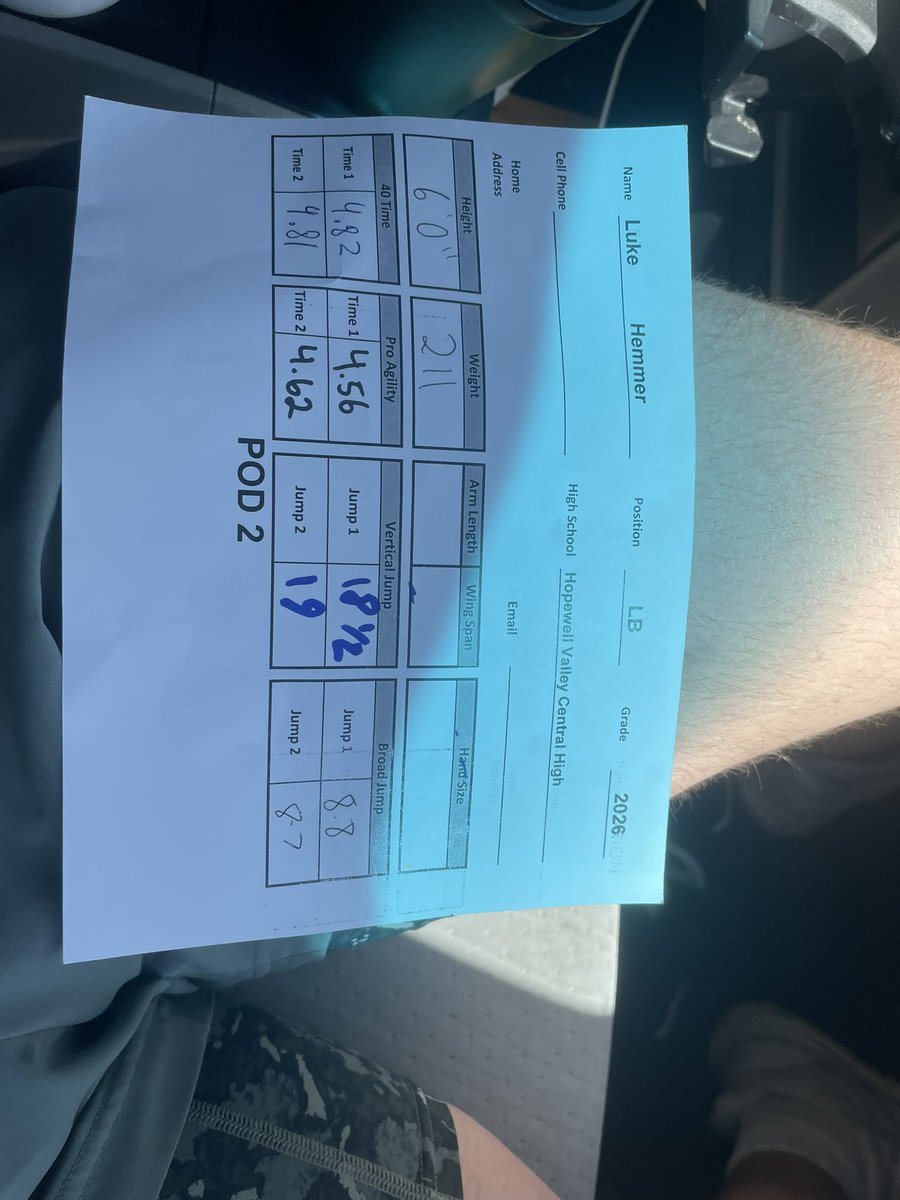 Name Luke Hemmer Position LB Grade 2026
Cell Phone High School Hopewell Valley Central High
Home Address Email
Height Weight Arm Length Wing Span Hand Size
6'0" 211
40 Time Pro Agility Vertical Jump Broad Jump
Time 1 4.82 Time 1 4.56 Jump 1 18 1/2 Jump 1 8.8
Time 2 4.81 Time 2 4.62 Jump 2 19 Jump 2 8-7
POD 2